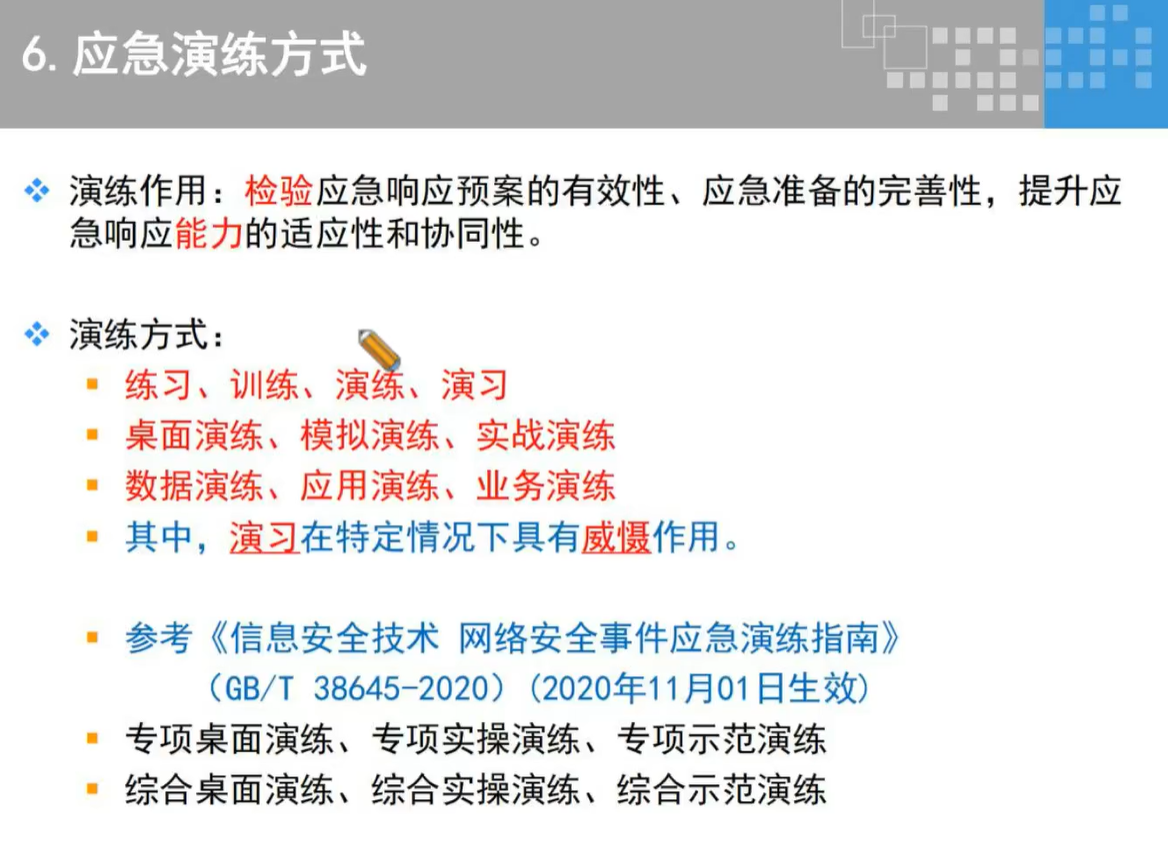 6. 应急演练方式
演练作用：检验应急响应预案的有效性、应急准备的完善性，提升应
急响应能力的适应性和协同性。
演练方式：
练习、训练、演练、演习
桌面演练、模拟演练、实战演练
数据演练、应用演练、业务演练
其中，演习在特定情况下具有威慑作用。
参考《信息安全技术 网络安全事件应急演练指南》
（GB/T 38645-2020）(2020年11月01日生效)
专项桌面演练、专项实操演练、专项示范演练
综合桌面演练、综合实操演练、综合示范演练